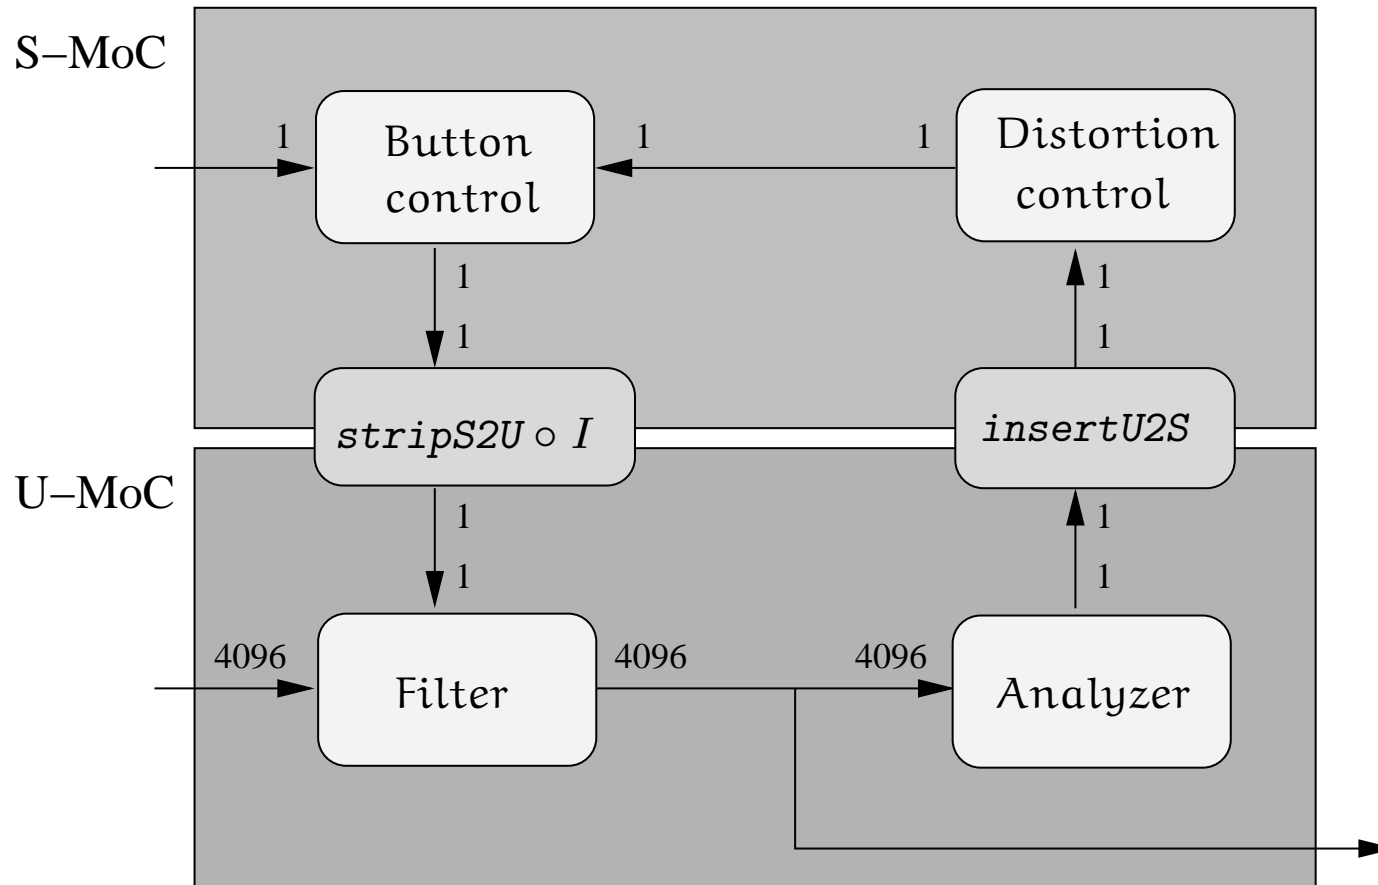 S–MoC
1
Button
control
1
1
Distortion
control
1
1
1
1
stripS2U ∘ I
insertU2S
U–MoC
1
1
1
1
4096
Filter
4096
4096
Analyzer